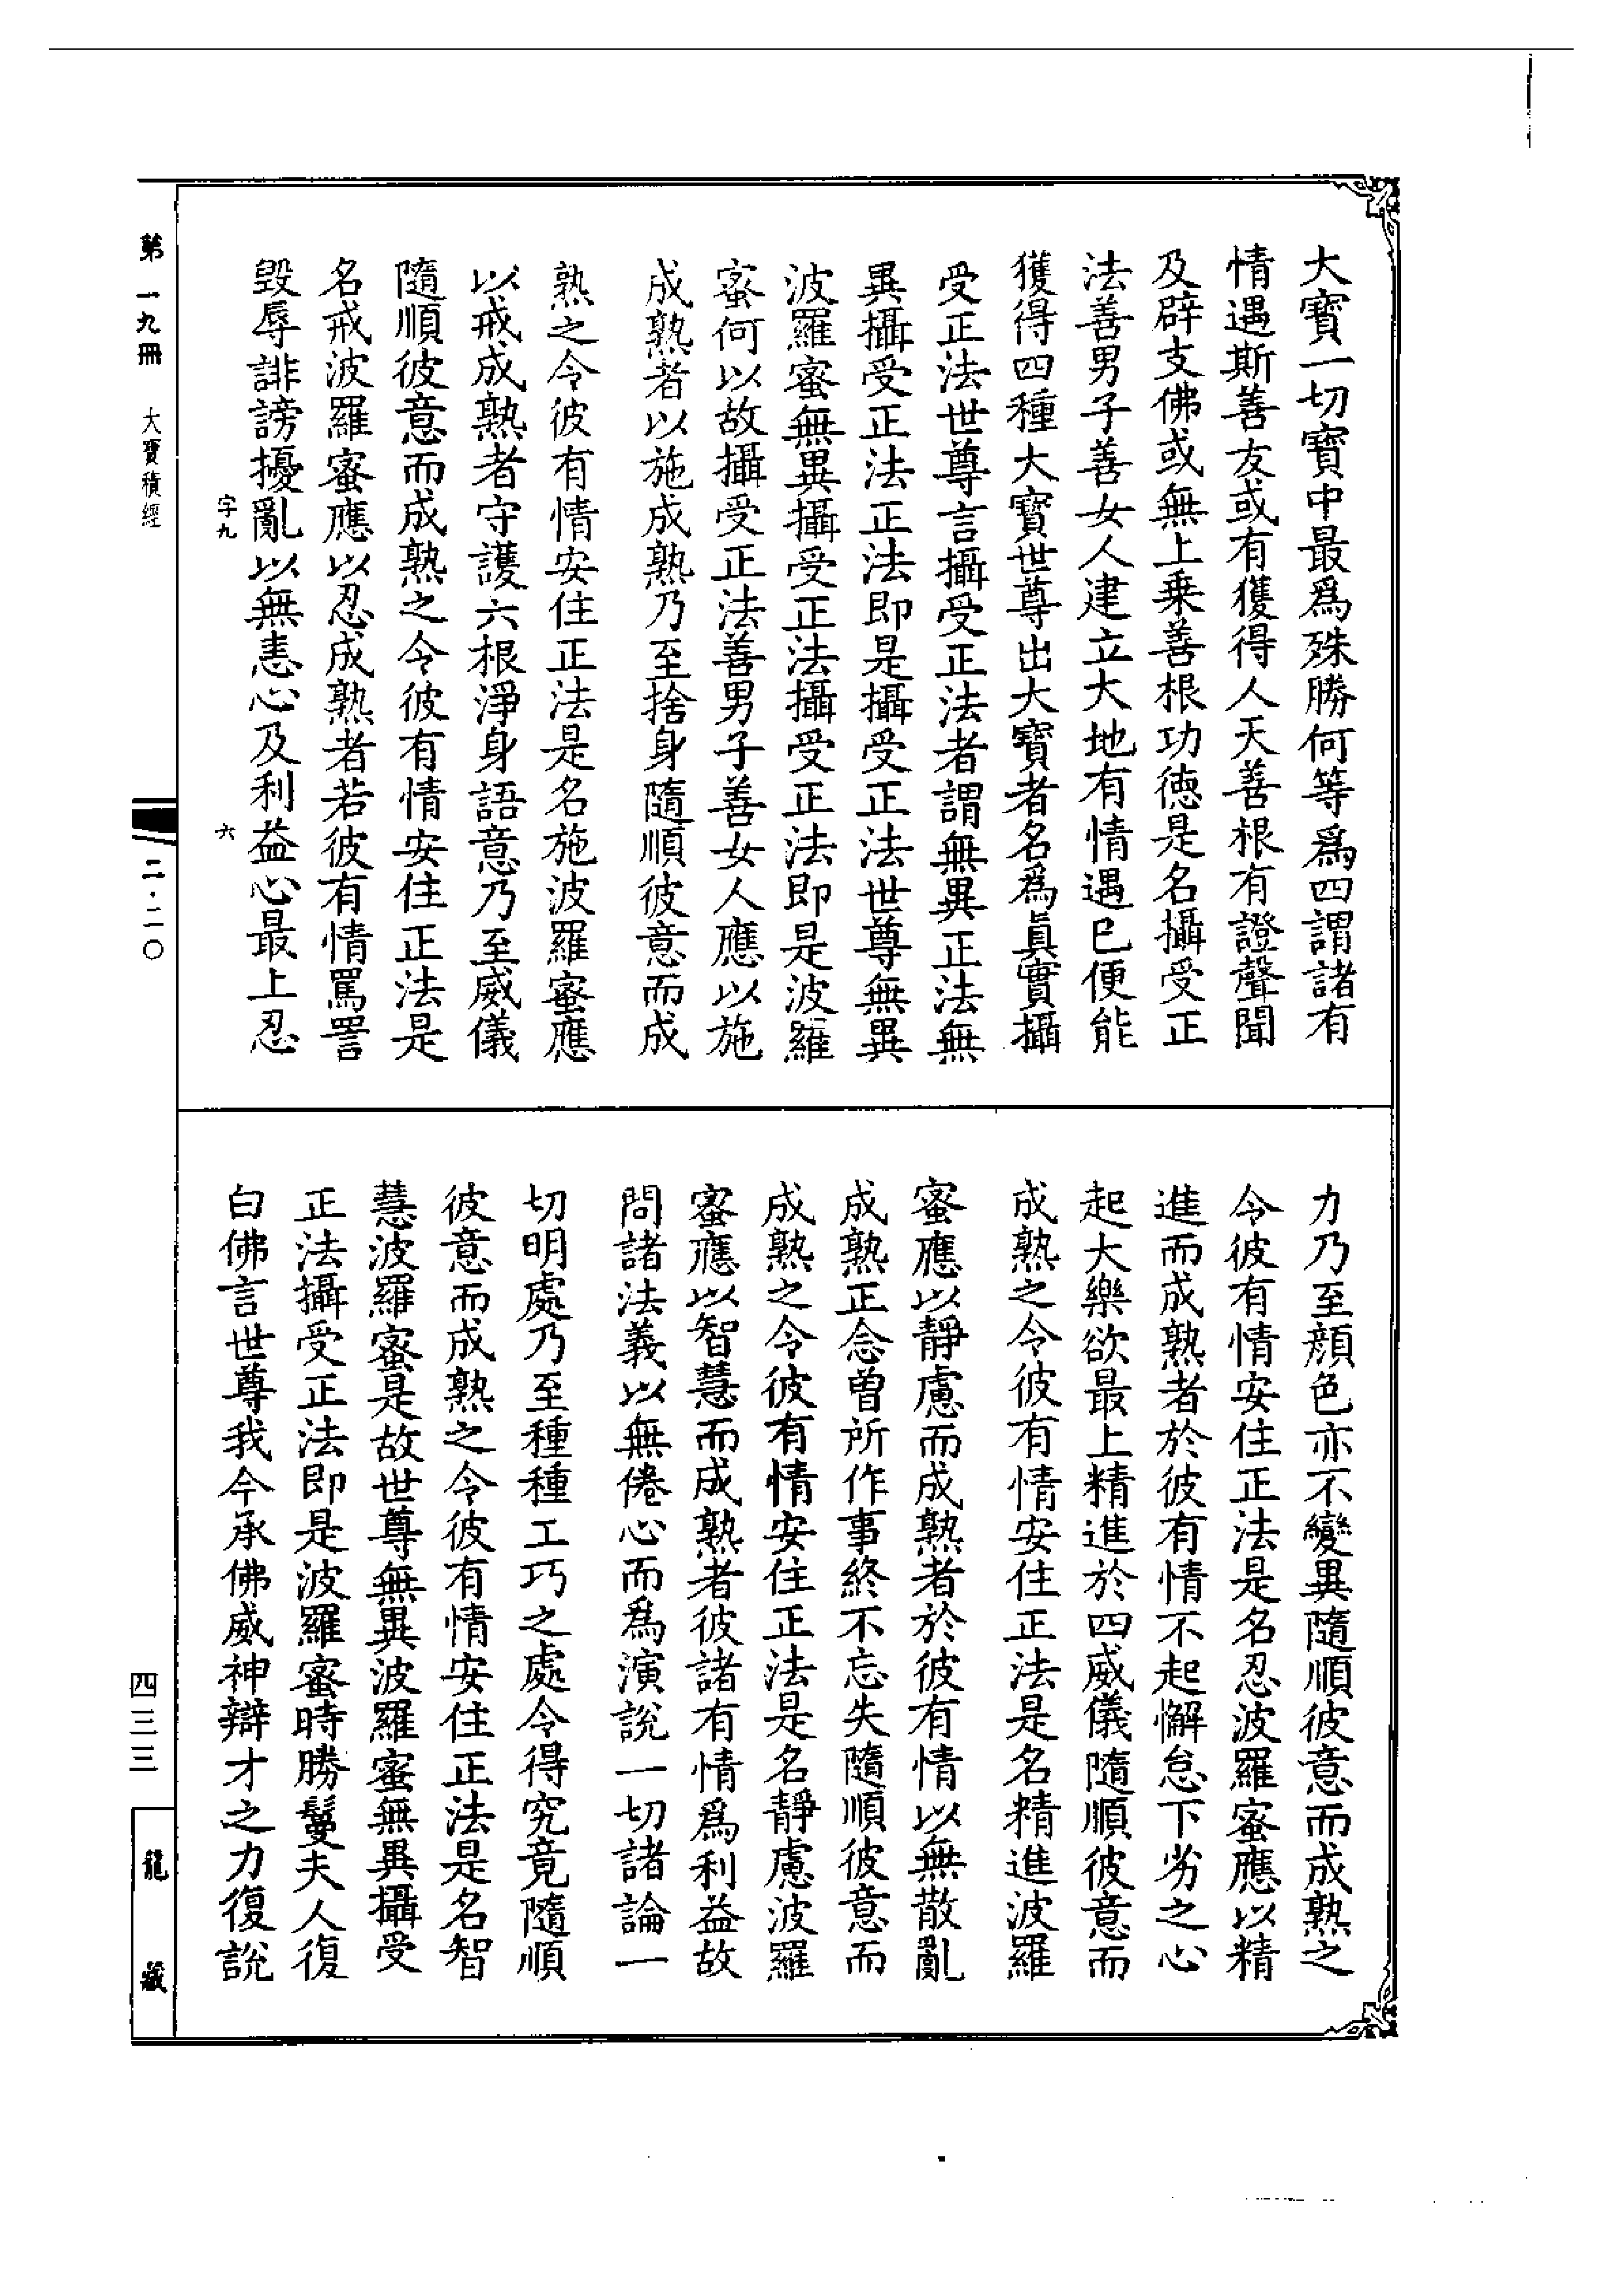 大寶一切寶中最爲殊勝何等爲四謂諸有
情遇斯善友或有獲得人天善根有證聲聞
及辟支佛或無上乘善根功徳是名攝受正
法善男子善女人建立大地有情遇已便能
獲得四種大寶世尊出大寶者名爲眞實攝
受正法世尊言攝受正法者謂無異正法無
異攝受正法正法即是攝受正法世尊無異
波羅蜜無異攝受正法攝受正法即是波羅
蜜何以故攝受正法善男子善女人應以施
成熟者以施成熟乃至捨身隨順彼意而成
熟之令彼有情安住正法是名施波羅蜜應
以戒成熟者守護六根淨身語意乃至威儀
隨順彼意而成熟之令彼有情安住正法是
名戒波羅蜜應以忍成熟者若彼有情罵詈
毀辱誹謗擾亂以無恚心及利益心最上忍
字九 六
力乃至顏色亦不變異隨順彼意而成熟之
令彼有情安住正法是名忍波羅蜜應以精
進而成熟者於彼有情不起懈怠下劣之心
起大樂欲最上精進於四威儀隨順彼意而
成熟之令彼有情安住正法是名精進波羅
蜜應以靜慮而成熟者於彼有情以無散亂
成熟正念曾所作事終不忘失隨順彼意而
成熟之令彼有情安住正法是名靜慮波羅
蜜應以智慧而成熟者彼諸有情爲利益故
問諸法義以無倦心而爲演說一切諸論一
切明處乃至種種工巧之處令得究竟隨順
彼意而成熟之令彼有情安住正法是名智
慧波羅蜜是故世尊無異波羅蜜無異攝受
正法攝受正法即是波羅蜜時勝鬘夫人復
白佛言世尊我今承佛威神辯才之力復說
第一九冊 大寶積經 二·二〇 四三三 龍藏